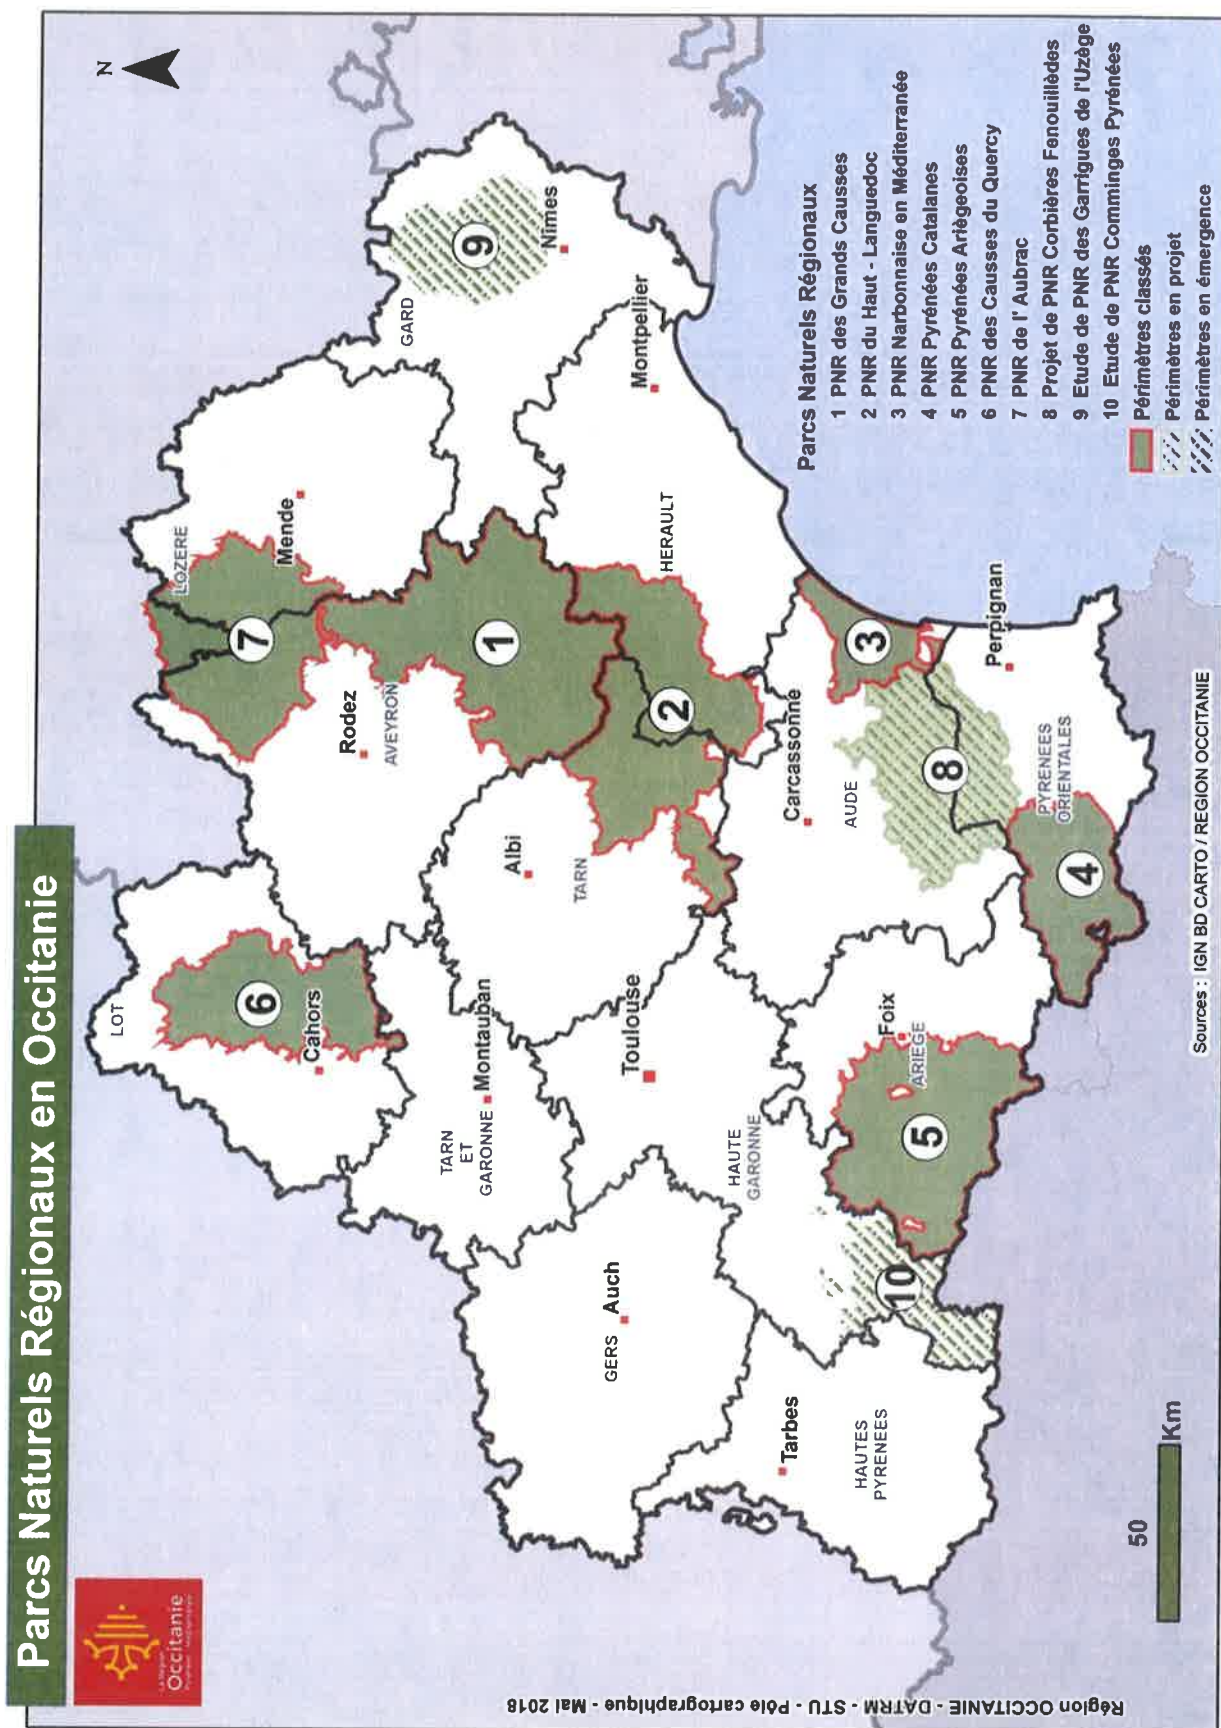 Parcs Naturels Régionaux en Occitanie
La Région
Occitanie
N
LOT
6
Cahors
LOZERE
7
Mende
Rodez
AVEYRON
1
GARD
9
Nîmes
TARN
ET
GARONNE
Montauban
Albi
TARN
2
HERAULT
Montpellier
GERS
Auch
Toulouse
HAUTE
GARONNE
Tarbes
HAUTES
PYRENEES
10
5
Foix
ARIEGE
Carcassonne
AUDE
3
8
Perpignan
PYRENEES
ORIENTALES
4
Parcs Naturels Régionaux
1 PNR des Grands Causses
2 PNR du Haut - Languedoc
3 PNR Narbonnaise en Méditerranée
4 PNR Pyrénées Catalanes
5 PNR Pyrénées Ariégeoises
6 PNR des Causses du Quercy
7 PNR de l' Aubrac
8 Projet de PNR Corbières Fenouillèdes
9 Etude de PNR des Garrigues de l'Uzège
10 Etude de PNR Comminges Pyrénées
Périmètres classés
Périmètres en projet
Périmètres en émergence
50
Km
Sources : IGN BD CARTO / REGION OCCITANIE
Région OCCITANIE - DATRM - STU - Pôle cartographique - Mai 2018